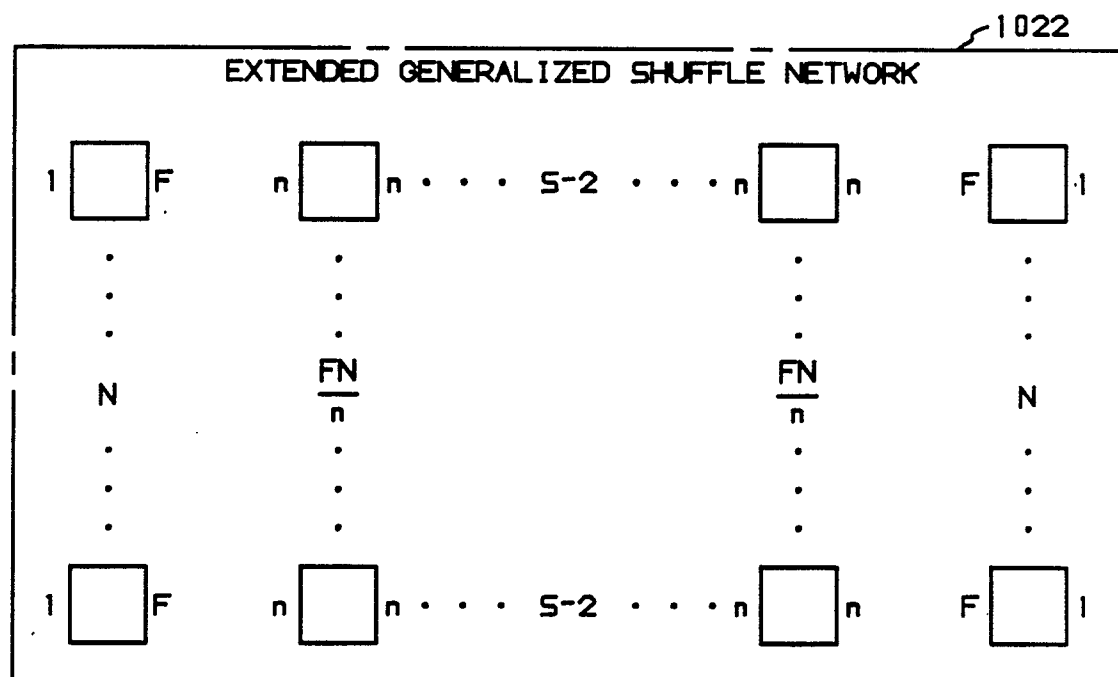 1022
EXTENDED GENERALIZED SHUFFLE NETWORK
1 F n n · · · S-2 · · · n n F 1
N FN/n FN/n N
1 F n n · · · S-2 · · · n n F 1